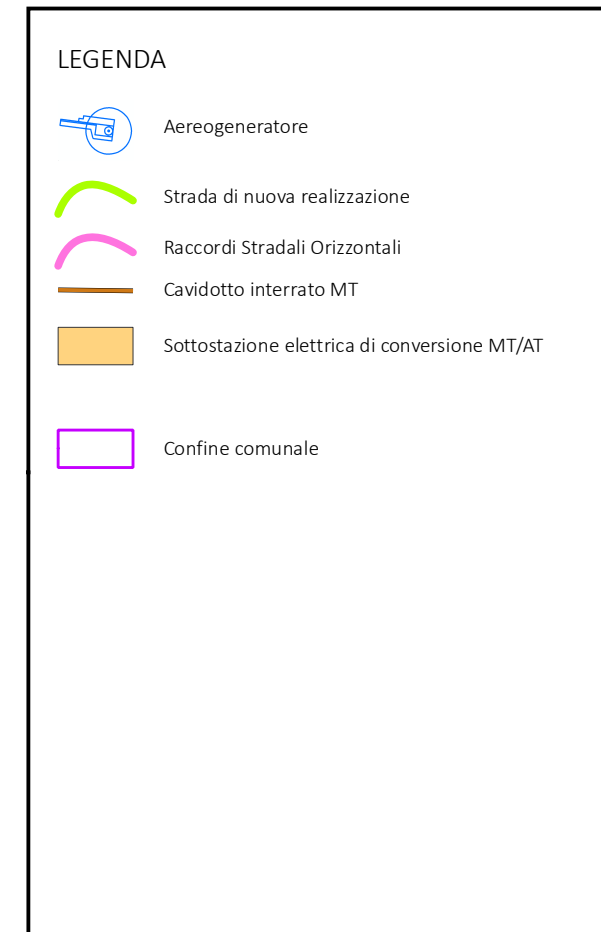 LEGENDA
Aereogeneratore
Strada di nuova realizzazione
Raccordi Stradali Orizzontali
Cavidotto interrato MT
Sottostazione elettrica di conversione MT/AT
Confine comunale